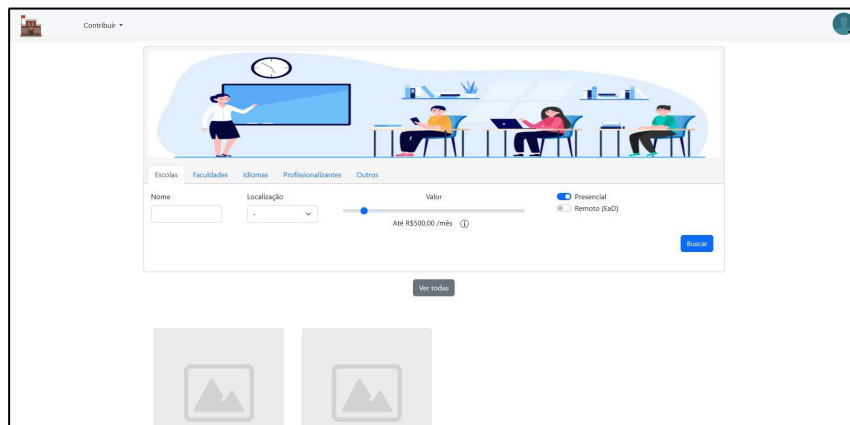 Contribuir
Escolas Faculdades Idiomas Profissionalizantes Outros
Nome Localização Valor Presencial
Remoto (EaD)
-
Até R$500,00 /mês
Buscar
Ver todas